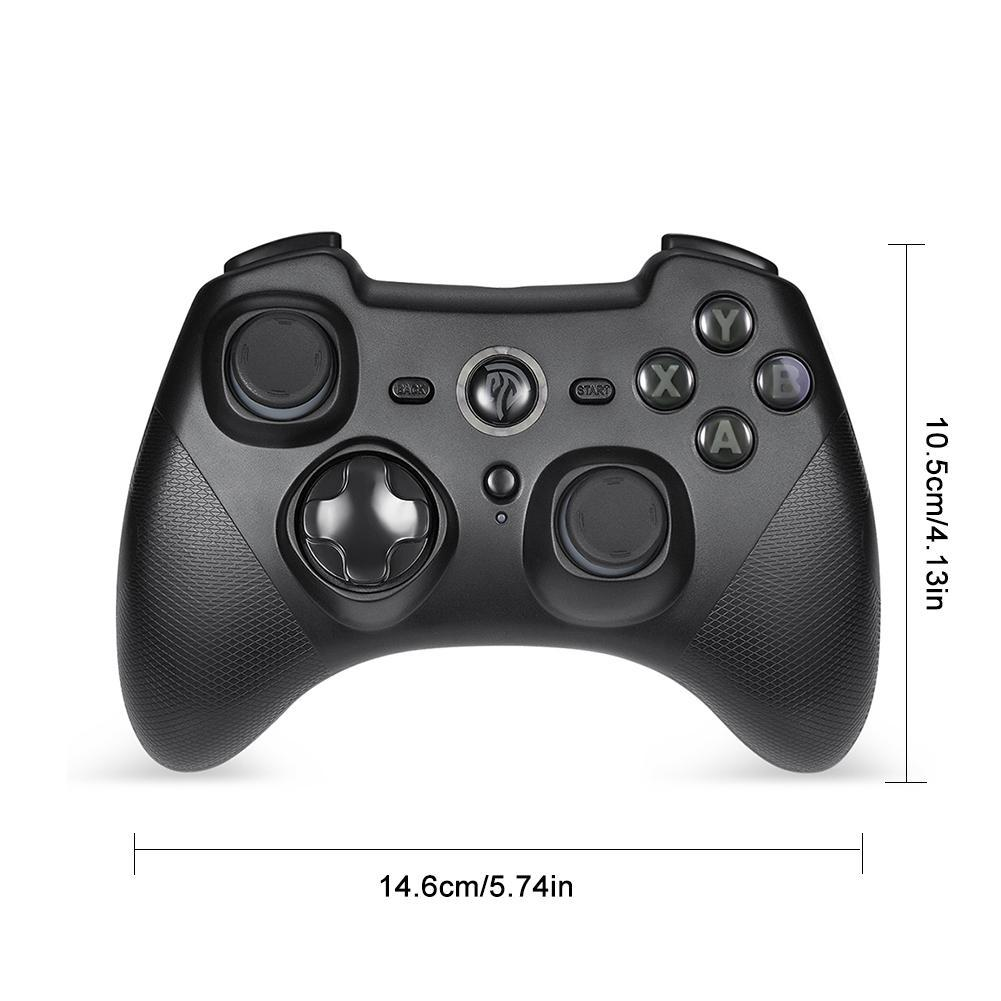 Y
BACK
START
X
B
A
10.5cm/4.13in
14.6cm/5.74in